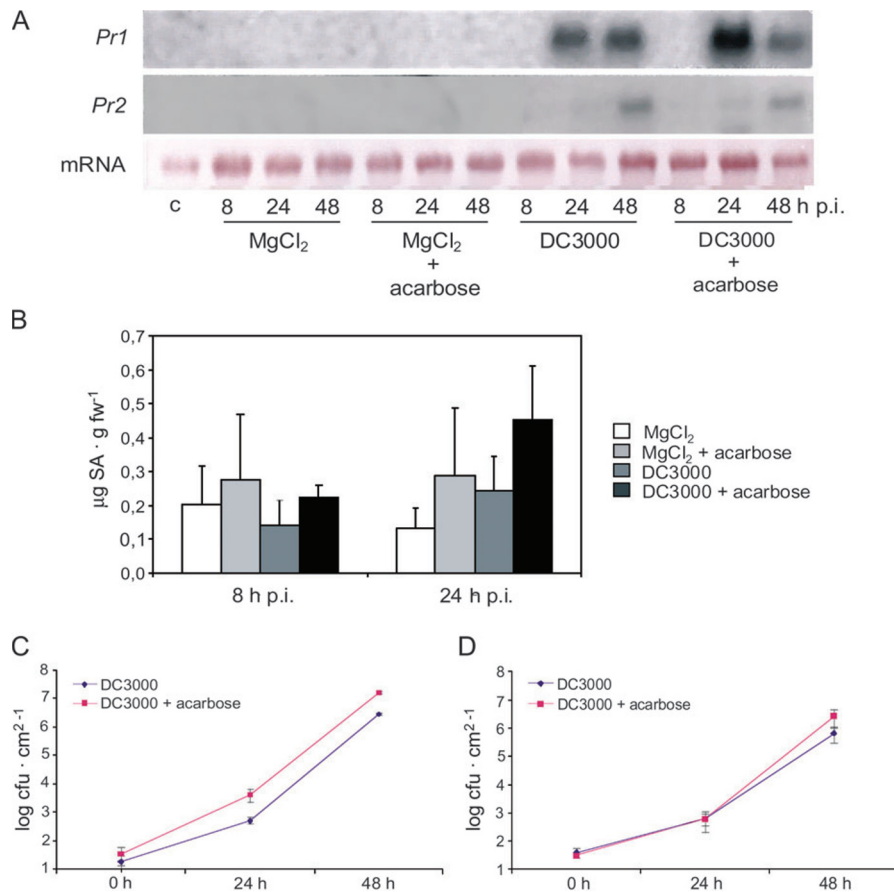 A
Pr1
Pr2
mRNA
c 8 24 48 8 24 48 8 24 48 8 24 48 h p.i.
MgCl₂ MgCl₂ + acarbose DC3000 DC3000 + acarbose
B
µg SA · g fw⁻¹
0,7
0,6
0,5
0,4
0,3
0,2
0,1
0,0
8 h p.i. 24 h p.i.
MgCl₂
MgCl₂ + acarbose
DC3000
DC3000 + acarbose
C
log cfu · cm² ⁻¹
8
7
6
5
4
3
2
1
DC3000
DC3000 + acarbose
0 h 24 h 48 h
D
log cfu · cm² ⁻¹
8
7
6
5
4
3
2
1
DC3000
DC3000 + acarbose
0 h 24 h 48 h